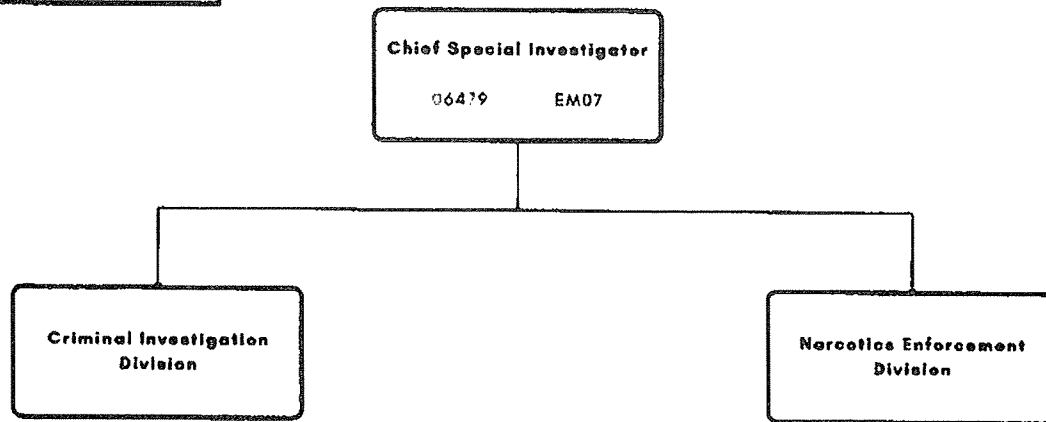 Chief Special Investigator
06479 EM07
Criminal Investigation
Division
Narcotics Enforcement
Division